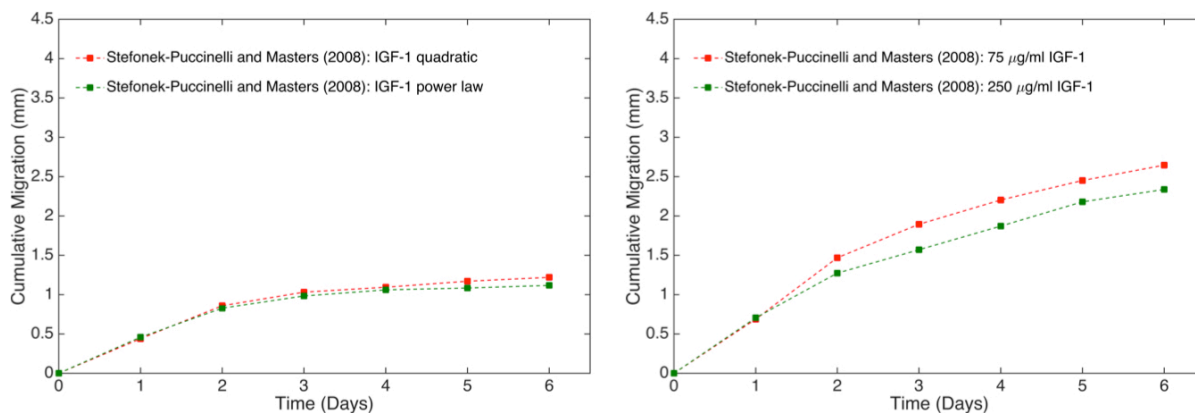 4.5
4
3.5
3
2.5
2
1.5
1
0.5
0
Cumulative Migration (mm)
Stefonek-Puccinelli and Masters (2008): IGF-1 quadratic
Stefonek-Puccinelli and Masters (2008): IGF-1 power law
0 1 2 3 4 5 6
Time (Days)
4.5
4
3.5
3
2.5
2
1.5
1
0.5
0
Cumulative Migration (mm)
Stefonek-Puccinelli and Masters (2008): 75 μg/ml IGF-1
Stefonek-Puccinelli and Masters (2008): 250 μg/ml IGF-1
0 1 2 3 4 5 6
Time (Days)